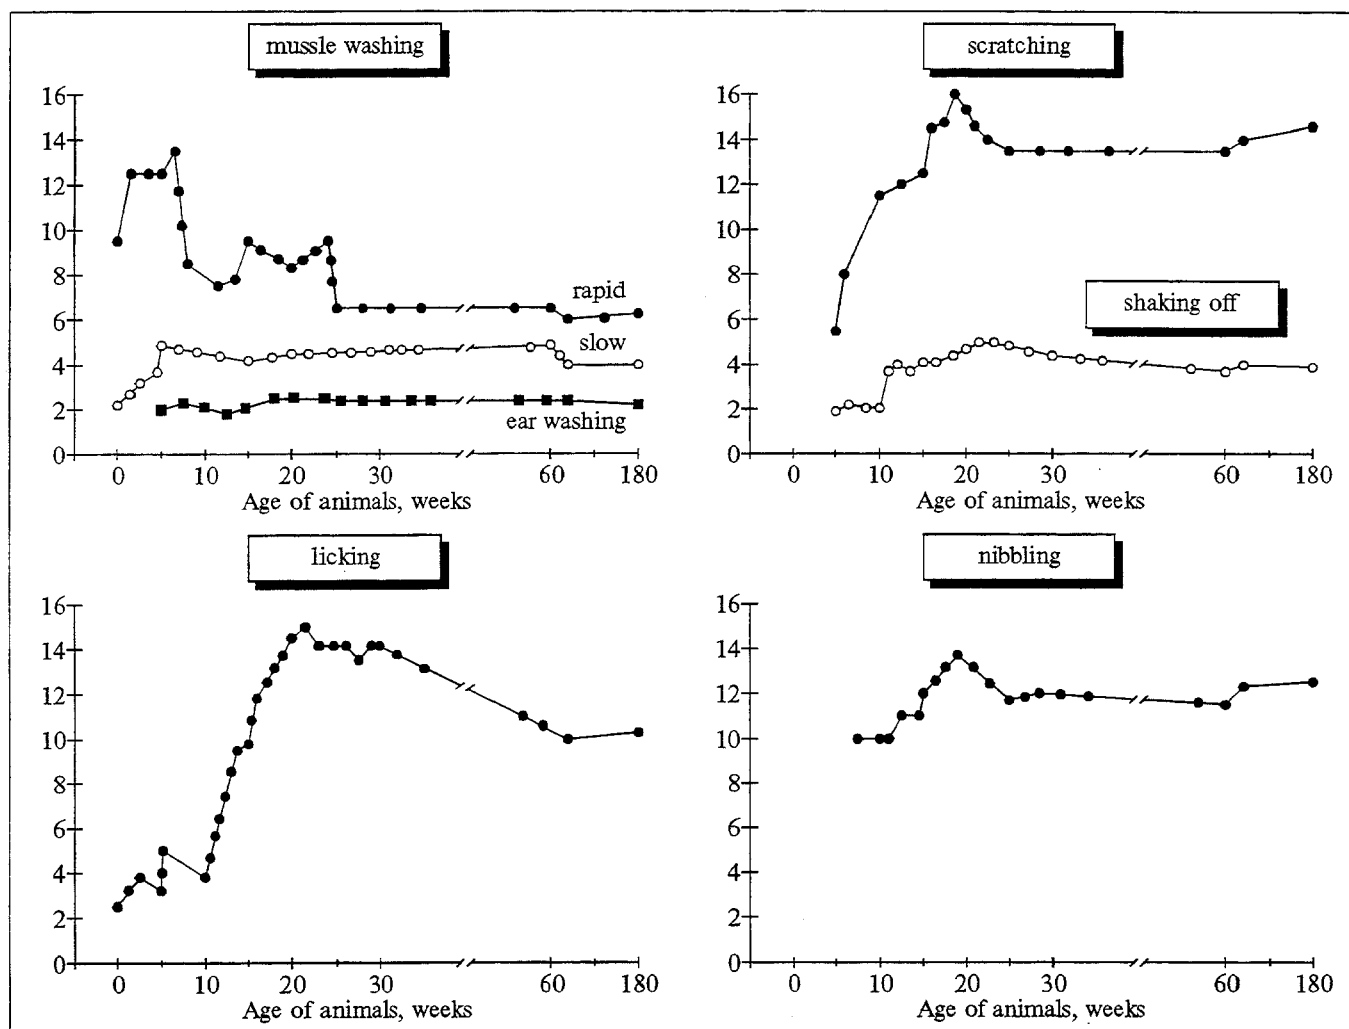 mussle washing
16
14
12
10
8
6
4
2
0
rapid
slow
ear washing
0 10 20 30 60 180
Age of animals, weeks
scratching
16
14
12
10
8
6
4
2
0
shaking off
0 10 20 30 60 180
Age of animals, weeks
licking
16
14
12
10
8
6
4
2
0
0 10 20 30 60 180
Age of animals, weeks
nibbling
16
14
12
10
8
6
4
2
0
0 10 20 30 60 180
Age of animals, weeks